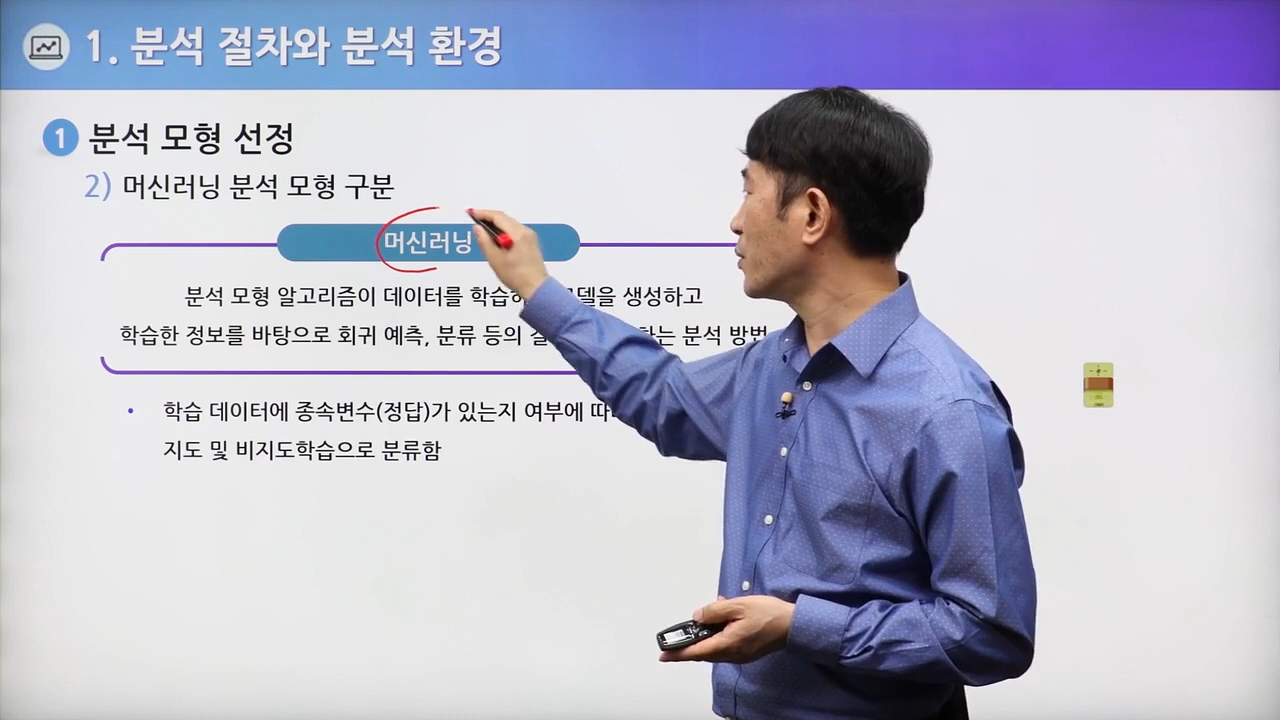 1. 분석 절차와 분석 환경
1 분석 모형 선정
2) 머신러닝 분석 모형 구분
머신러닝
분석 모형 알고리즘이 데이터를 생성하고
학습한 정보를 바탕으로 회귀 예측, 분류 등의 분석 방법
• 학습 데이터에 종속변수(정답)가 있는지 여부에
지도 및 비지도학습으로 분류함